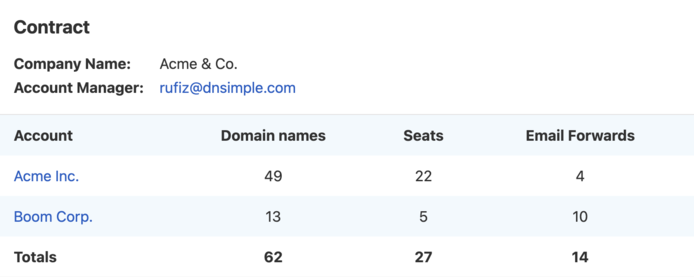 Contract
Company Name: Acme & Co.
Account Manager: rufiz@dnsimple.com
Account Domain names Seats Email Forwards
Acme Inc. 49 22 4
Boom Corp. 13 5 10
Totals 62 27 14